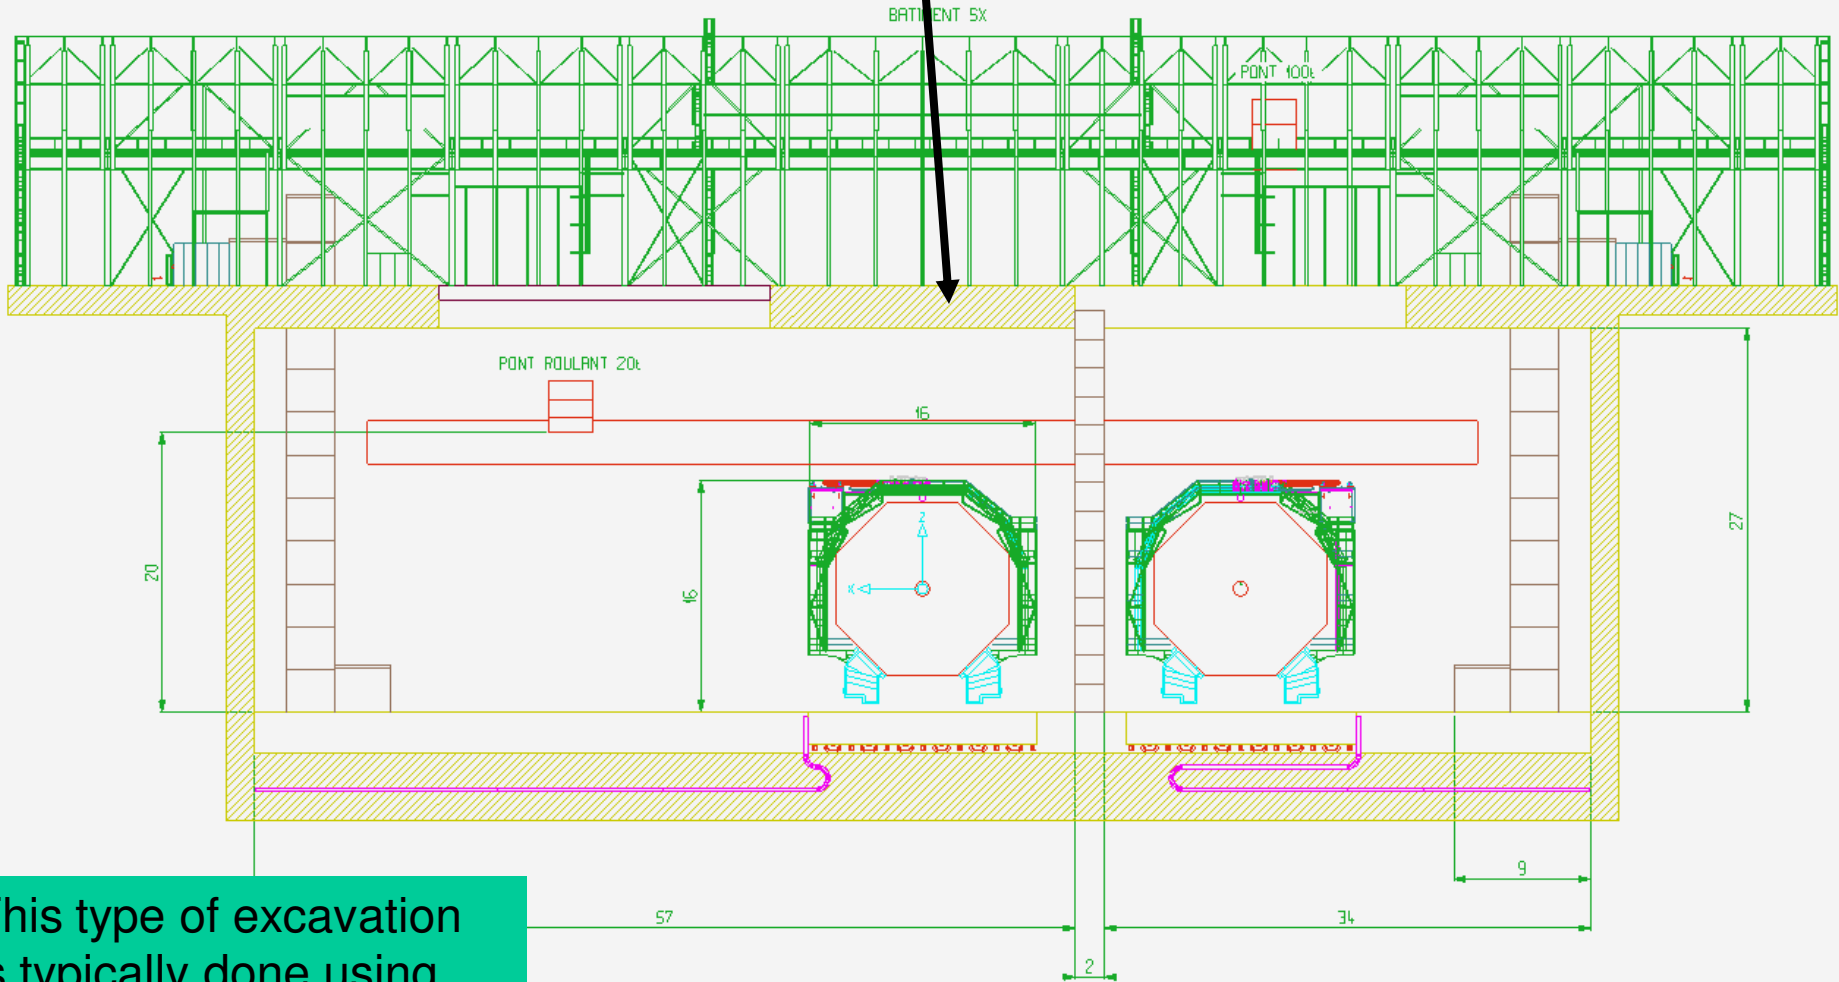 BATIMENT 5X
PONT 100t
PONT ROULANT 20t
16
Z
X
20
16
27
9
57
34
2
This type of excavation
is typically done using